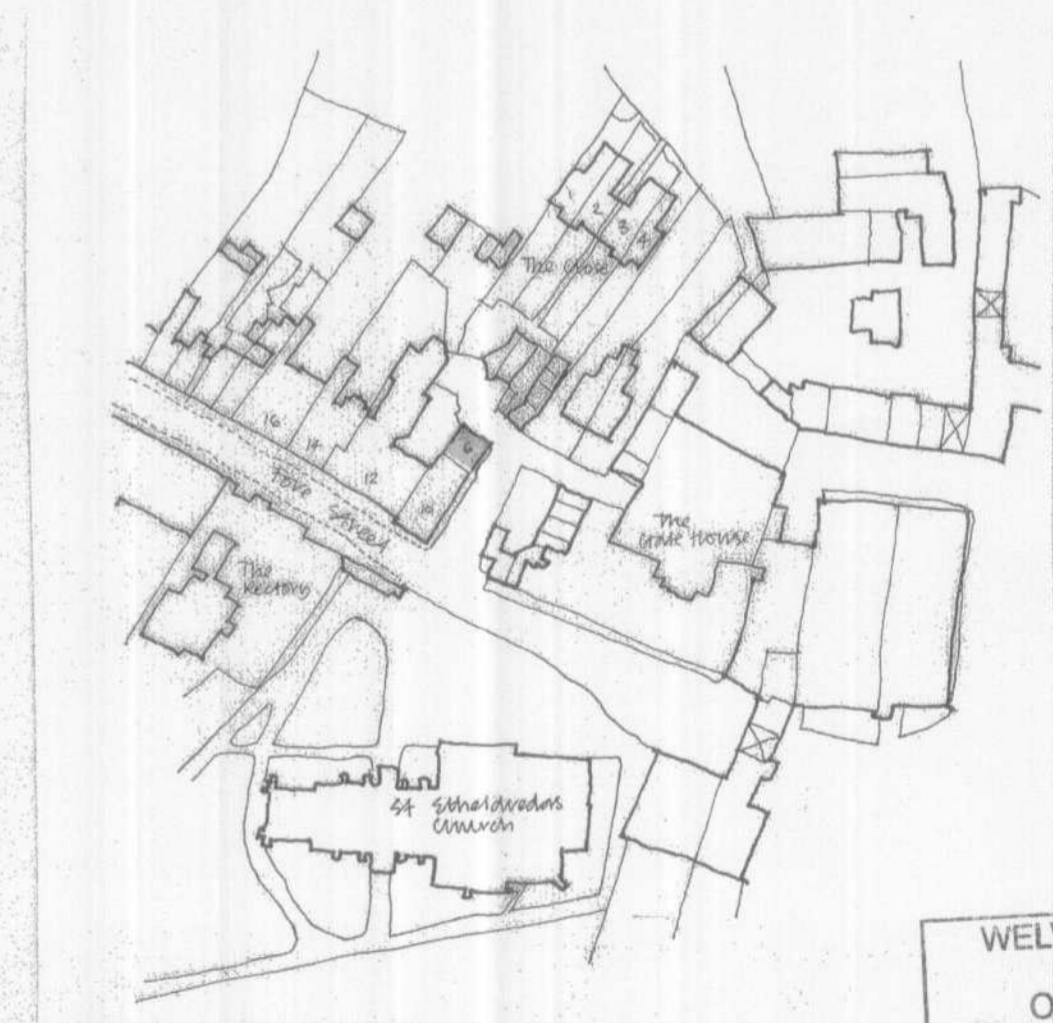 1
2
3
4
The Close
16
14
12
10
6
Fore Street
The
Gate House
The
Rectory
St Etheldredas
Church
WELW
O